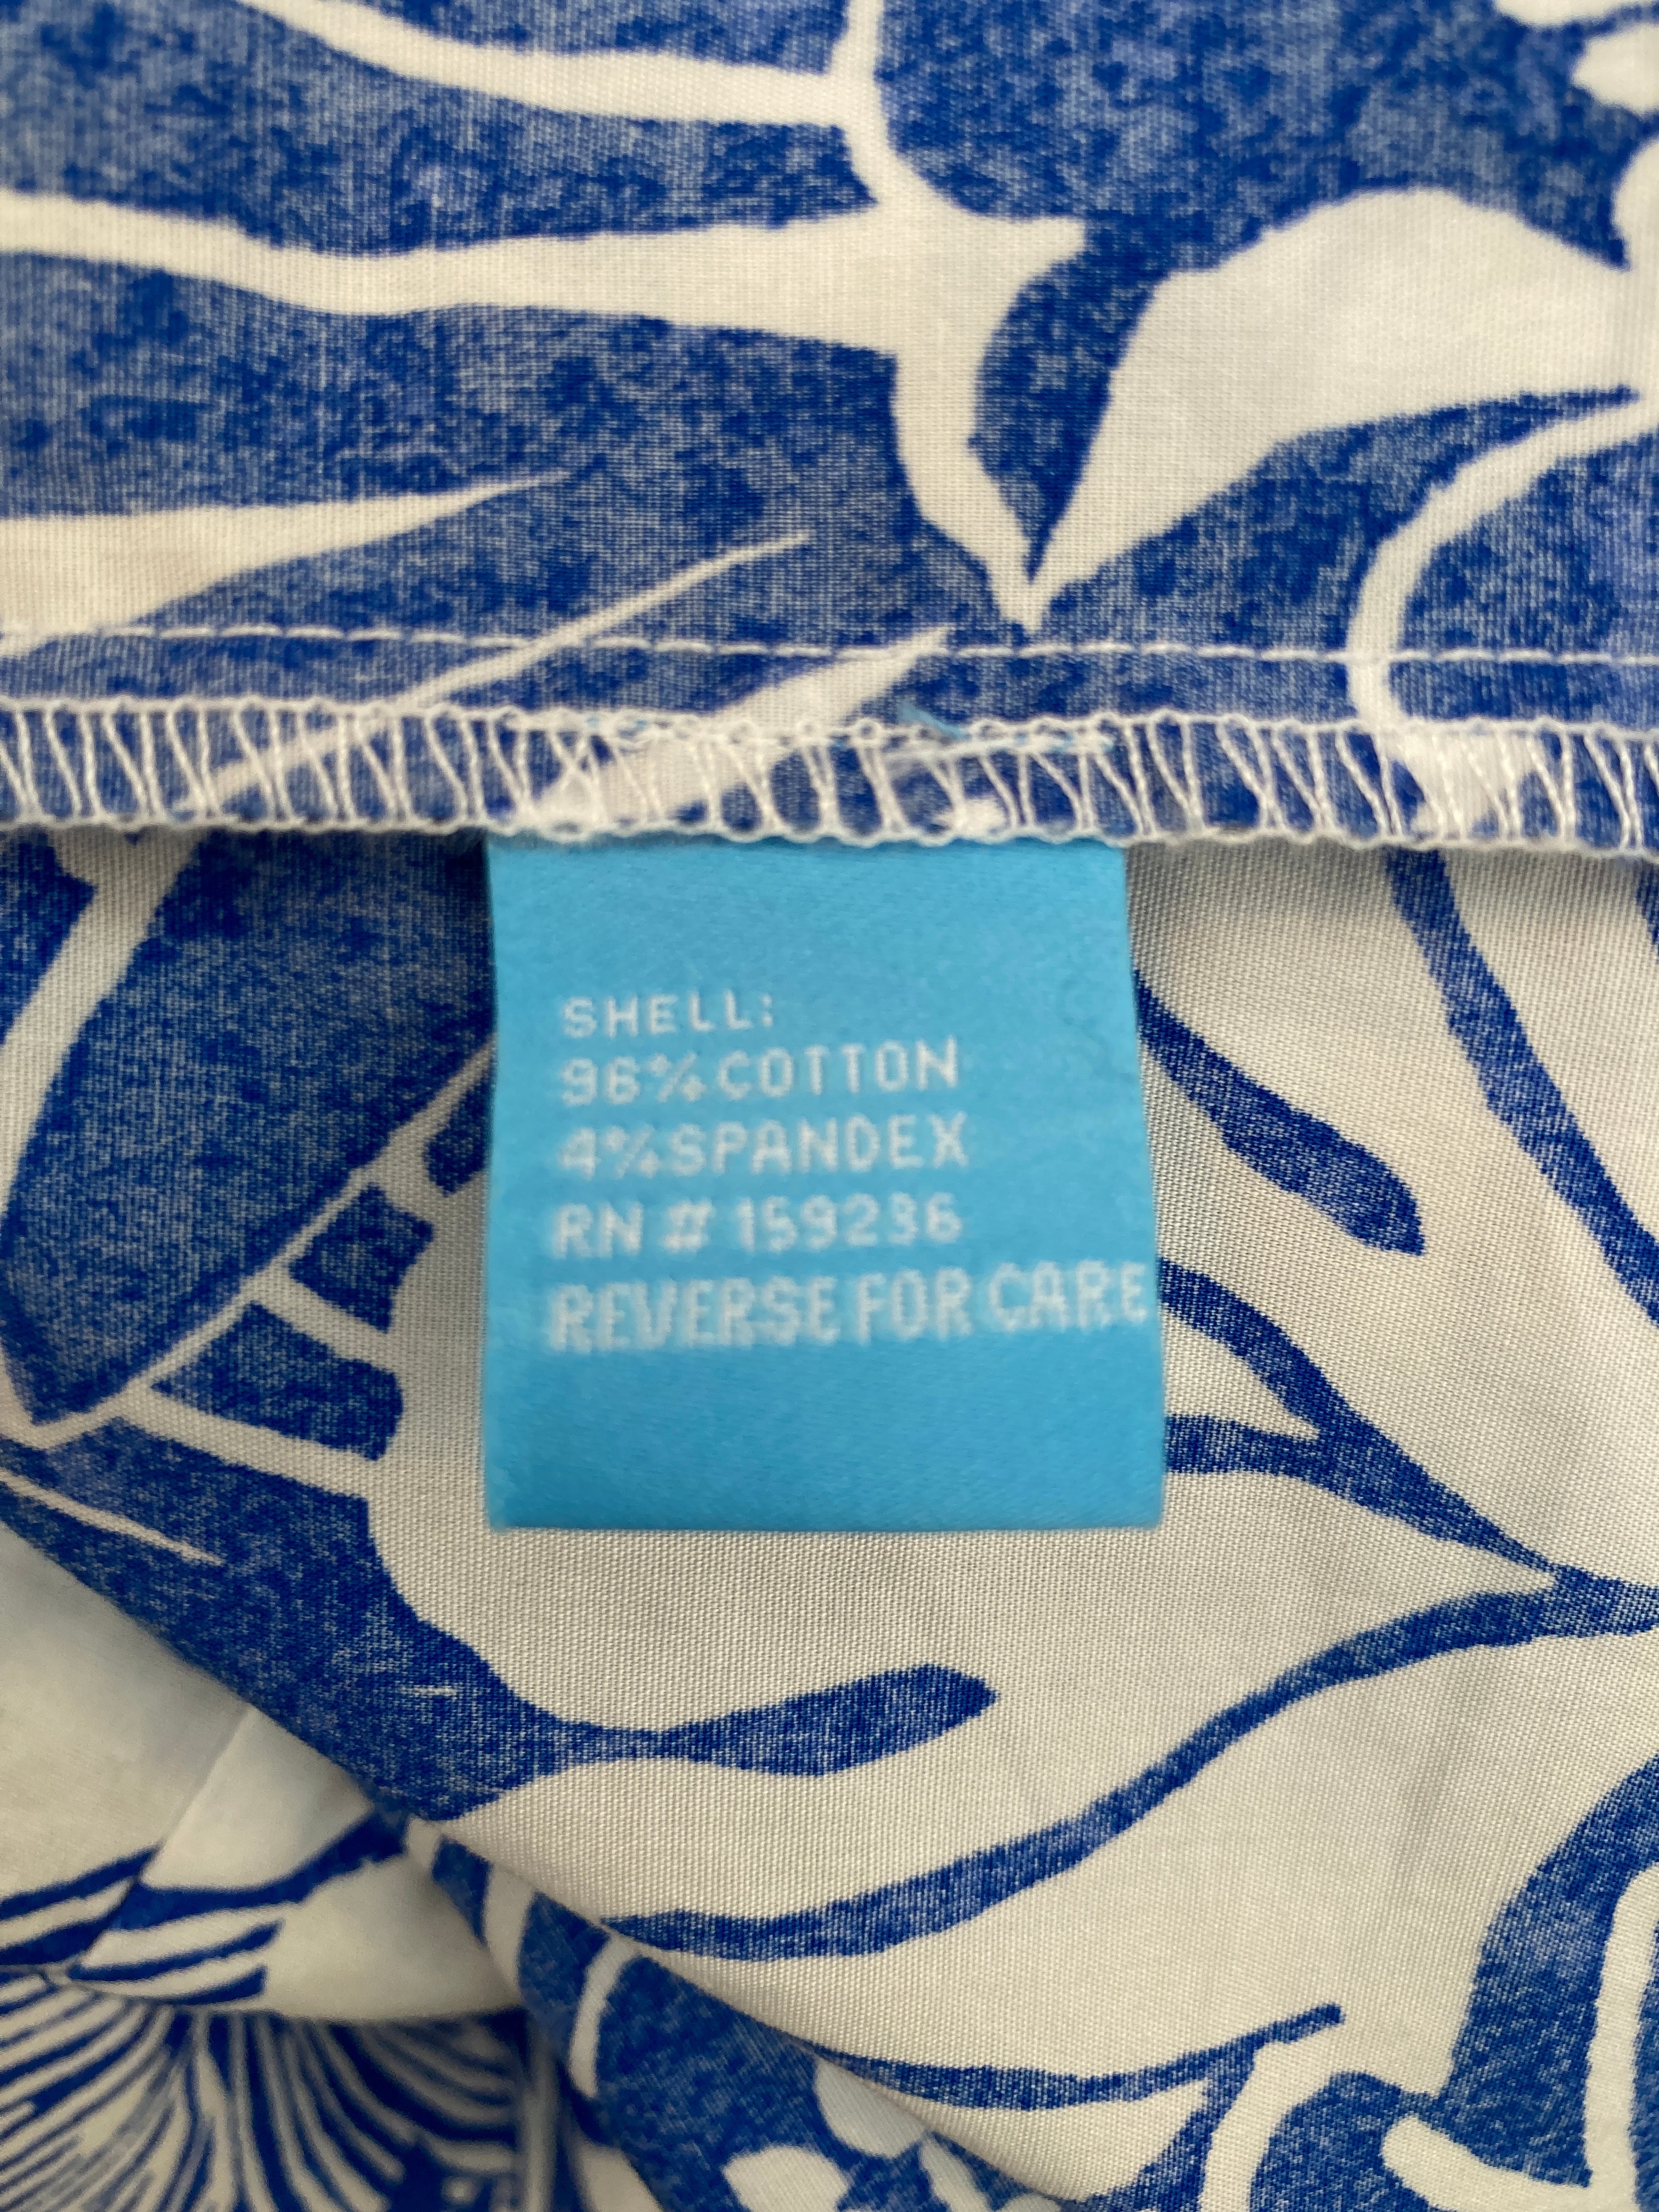 SHELL:
96%COTTON
4%SPANDEX
RN # 159236
REVERSE FOR CARE